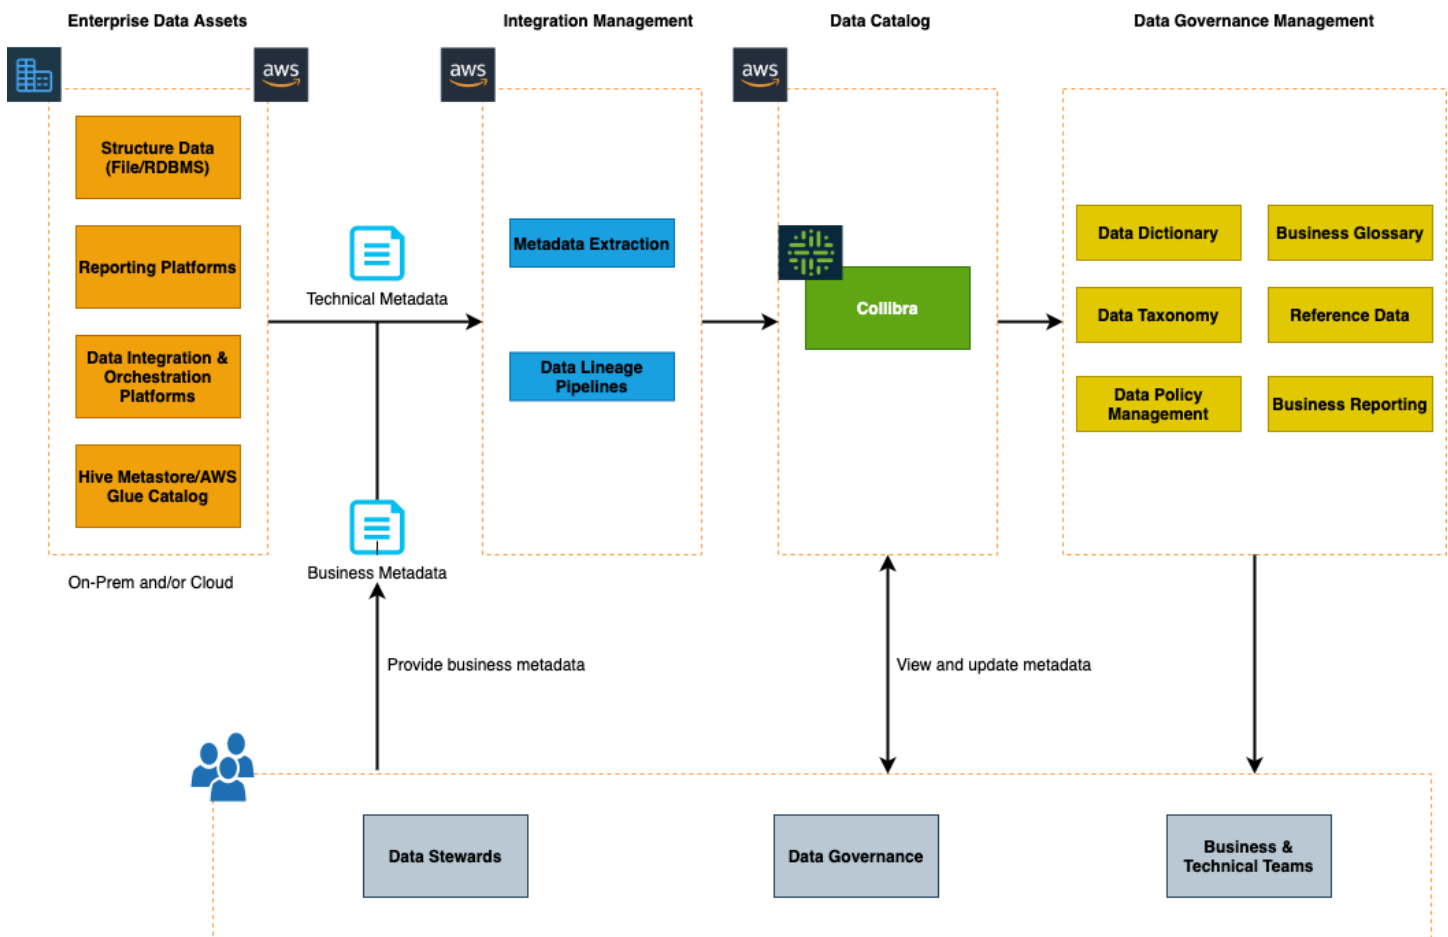 Enterprise Data Assets
Integration Management
Data Catalog
Data Governance Management
aws
aws
aws
Structure Data
(File/RDBMS)
Reporting Platforms
Data Integration &
Orchestration
Platforms
Hive Metastore/AWS
Glue Catalog
On-Prem and/or Cloud
Technical Metadata
Business Metadata
Provide business metadata
Metadata Extraction
Data Lineage
Pipelines
Collibra
View and update metadata
Data Dictionary
Business Glossary
Data Taxonomy
Reference Data
Data Policy
Management
Business Reporting
Data Stewards
Data Governance
Business &
Technical Teams